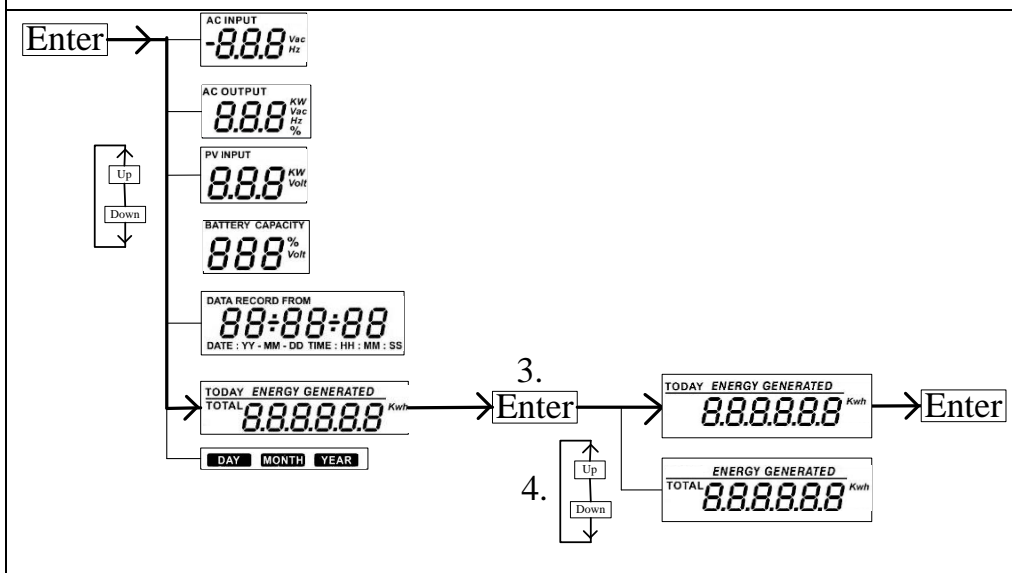 Enter
AC INPUT
-8.8.8 Vac
Hz
AC OUTPUT
8.8.8 KW
Vac
Hz
%
Up
Down
PV INPUT
8.8.8 KW
Volt
BATTERY CAPACITY
888 %
Volt
DATA RECORD FROM
88:88:88
DATE : YY - MM - DD TIME : HH : MM : SS
TODAY ENERGY GENERATED
TOTAL 8.8.8.8.8.8 Kwh
DAY MONTH YEAR
3.
Enter
4.
Up
Down
TODAY ENERGY GENERATED
8.8.8.8.8.8 Kwh
Enter
ENERGY GENERATED
TOTAL 8.8.8.8.8.8 Kwh